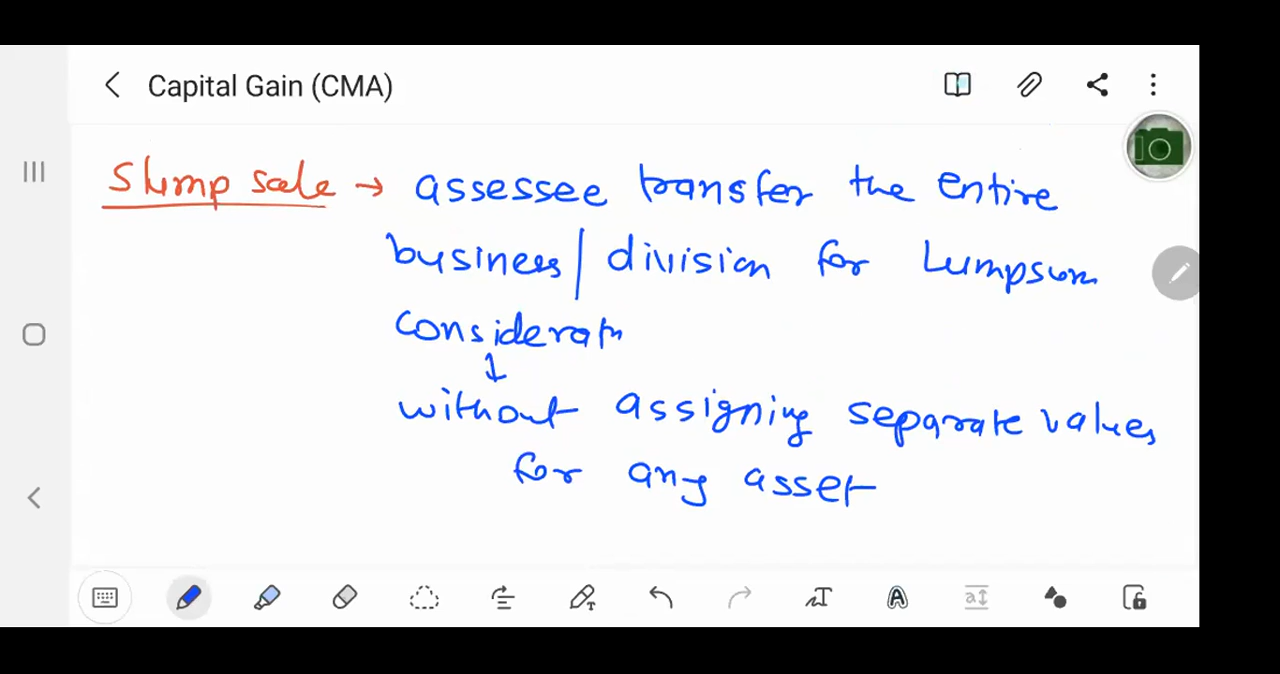 Capital Gain (CMA)
Slump sale → assessee transfer the entire
business/ division for Lumpsum
Consideratn
↓
without assigning separate values
for any asset